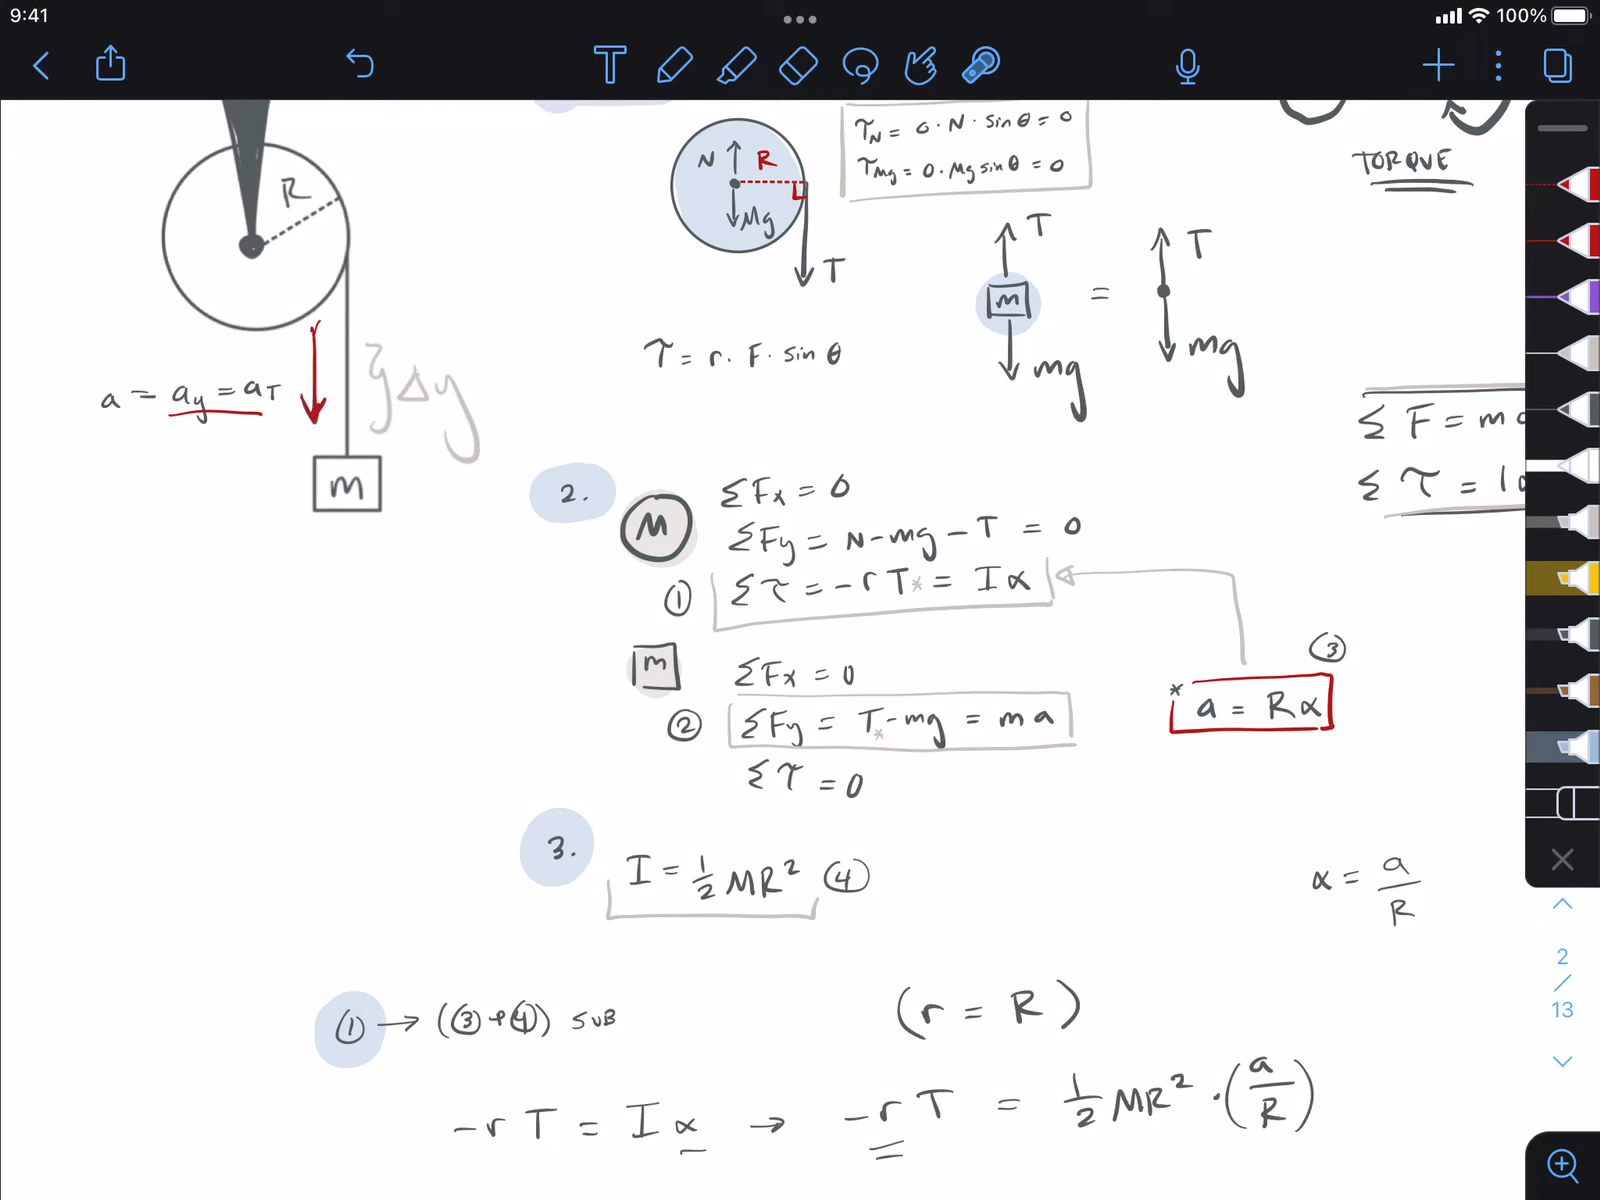 9:41
100%
τN = 0 · N · sin θ = 0
τMg = 0 · Mg sin θ = 0
TORQUE
N R
Mg
T
R
T
m
mg
=
T
mg
τ = r · F · sin θ
a = ay = aT
Δy
m
Σ F = m a
Σ τ = I α
2.
M
ΣFx = 0
ΣFy = N - mg - T = 0
① Στ = -rT* = Iα
m
ΣFx = 0
② ΣFy = T* - mg = ma
Στ = 0
③
* a = Rα
3.
I = 1/2 MR² ④
α = a/R
① → (③ + ④) SUB
(r = R)
-rT = Iα → -rT = 1/2 MR² · (a/R)
2
/
13